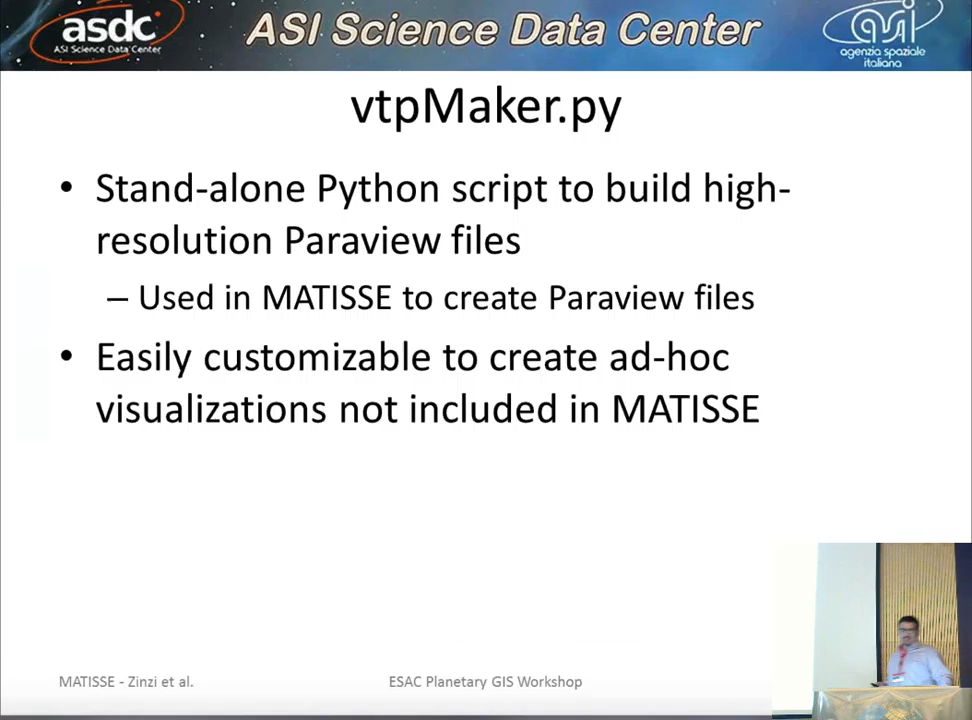 asdc
ASI Science Data Center
ASI Science Data Center
asi
agenzia spaziale
italiana
vtpMaker.py
• Stand-alone Python script to build high-
resolution Paraview files
– Used in MATISSE to create Paraview files
• Easily customizable to create ad-hoc
visualizations not included in MATISSE
MATISSE - Zinzi et al.
ESAC Planetary GIS Workshop